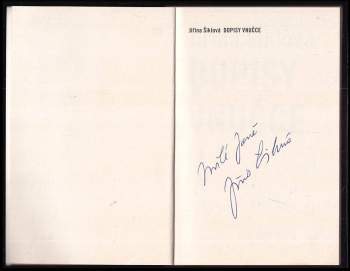 Jiřina Šiklová DOPISY VNUČCE
Milé Janě
Jiřina Šiklová